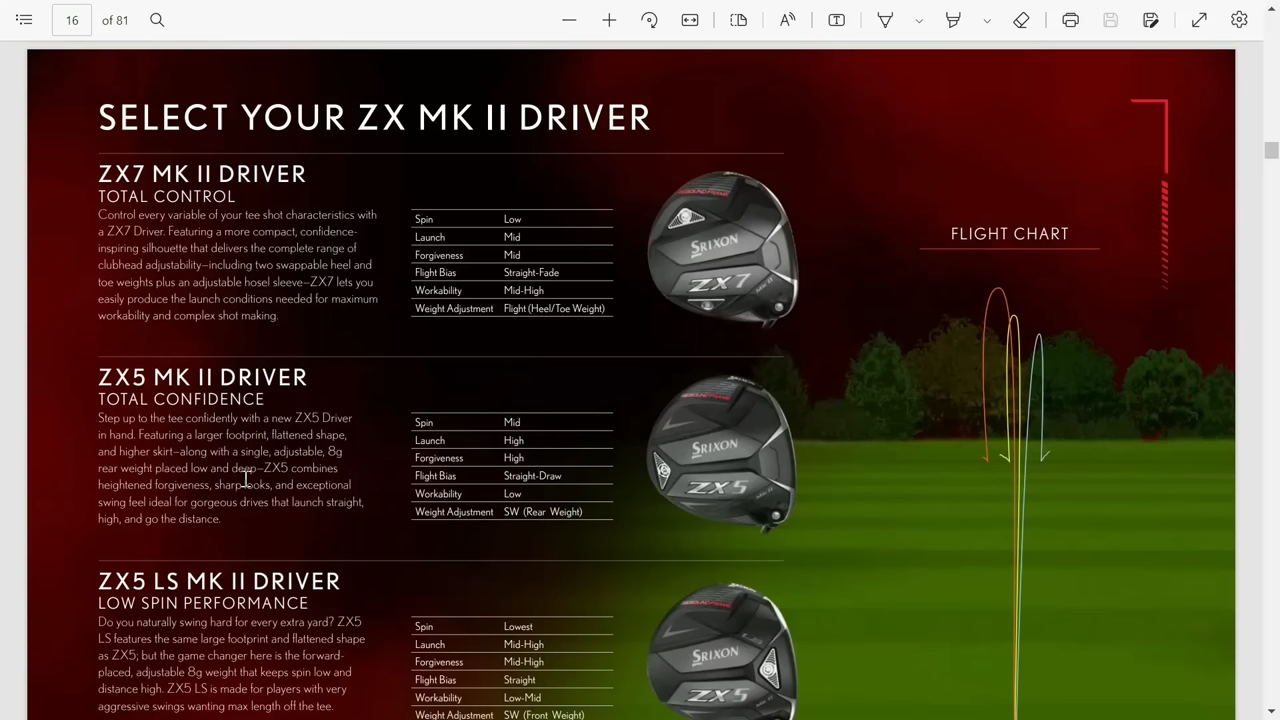 16 of 81
SELECT YOUR ZX MK II DRIVER
ZX7 MK II DRIVER
TOTAL CONTROL
Control every variable of your tee shot characteristics with
a ZX7 Driver. Featuring a more compact, confidence-
inspiring silhouette that delivers the complete range of
clubhead adjustability–including two swappable heel and
toe weights plus an adjustable hosel sleeve–ZX7 lets you
easily produce the launch conditions needed for maximum
workability and complex shot making.
Spin Low
Launch Mid
Forgiveness Mid
Flight Bias Straight-Fade
Workability Mid-High
Weight Adjustment Flight (Heel/Toe Weight)
SRIXON
ZX7
FLIGHT CHART
ZX5 MK II DRIVER
TOTAL CONFIDENCE
Step up to the tee confidently with a new ZX5 Driver
in hand. Featuring a larger footprint, flattened shape,
and higher skirt–along with a single, adjustable, 8g
rear weight placed low and deep–ZX5 combines
heightened forgiveness, sharp looks, and exceptional
swing feel ideal for gorgeous drives that launch straight,
high, and go the distance.
Spin Mid
Launch High
Forgiveness High
Flight Bias Straight-Draw
Workability Low
Weight Adjustment SW (Rear Weight)
SRIXON
ZX5
ZX5 LS MK II DRIVER
LOW SPIN PERFORMANCE
Do you naturally swing hard for every extra yard? ZX5
LS features the same large footprint and flattened shape
as ZX5; but the game changer here is the forward-
placed, adjustable 8g weight that keeps spin low and
distance high. ZX5 LS is made for players with very
aggressive swings wanting max length off the tee.
Spin Lowest
Launch Mid-High
Forgiveness Mid-High
Flight Bias Straight
Workability Low-Mid
Weight Adjustment SW (Front Weight)
SRIXON
ZX5